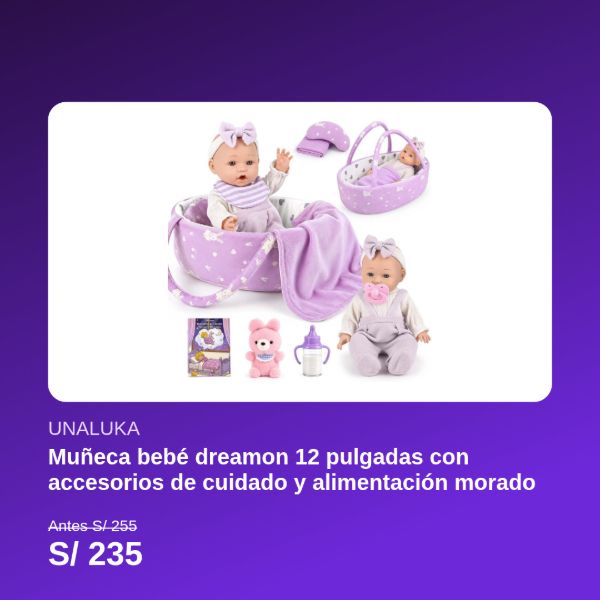 UNALUKA
Muñeca bebé dreamon 12 pulgadas con
accesorios de cuidado y alimentación morado
Antes S/ 255
S/ 235